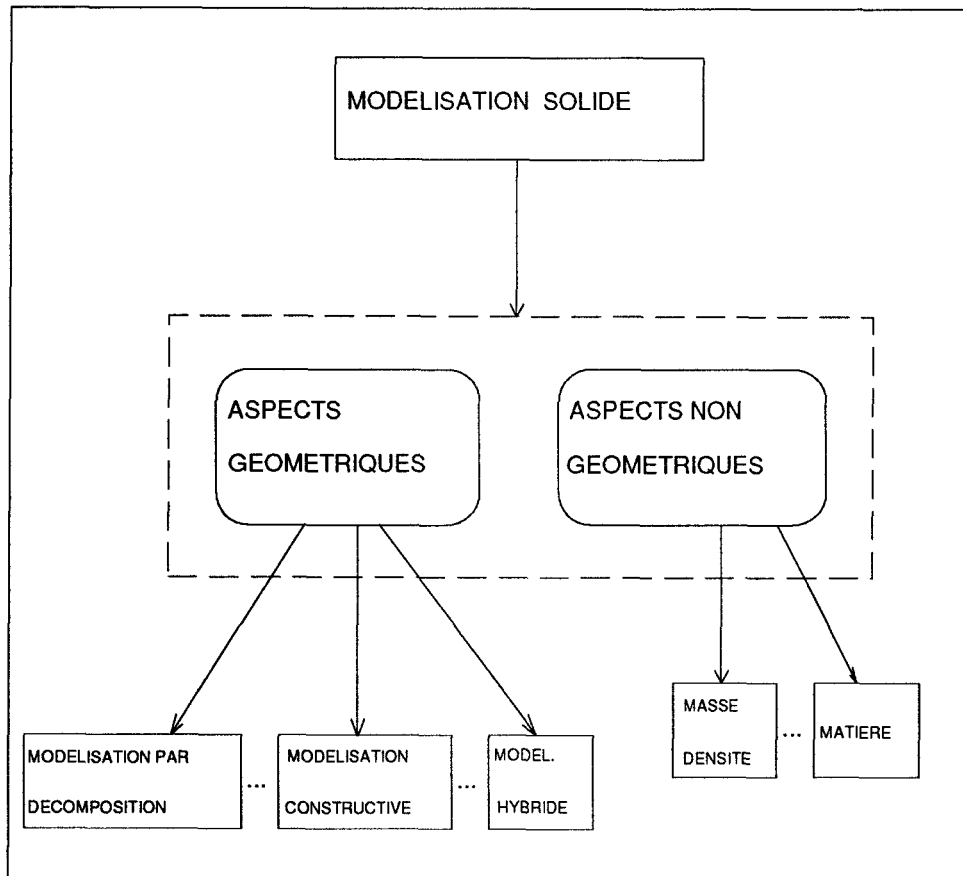 MODELISATION SOLIDE
ASPECTS
GEOMETRIQUES
ASPECTS NON
GEOMETRIQUES
MODELISATION PAR
DECOMPOSITION
...
MODELISATION
CONSTRUCTIVE
...
MODEL.
HYBRIDE
MASSE
DENSITE
...
MATIERE